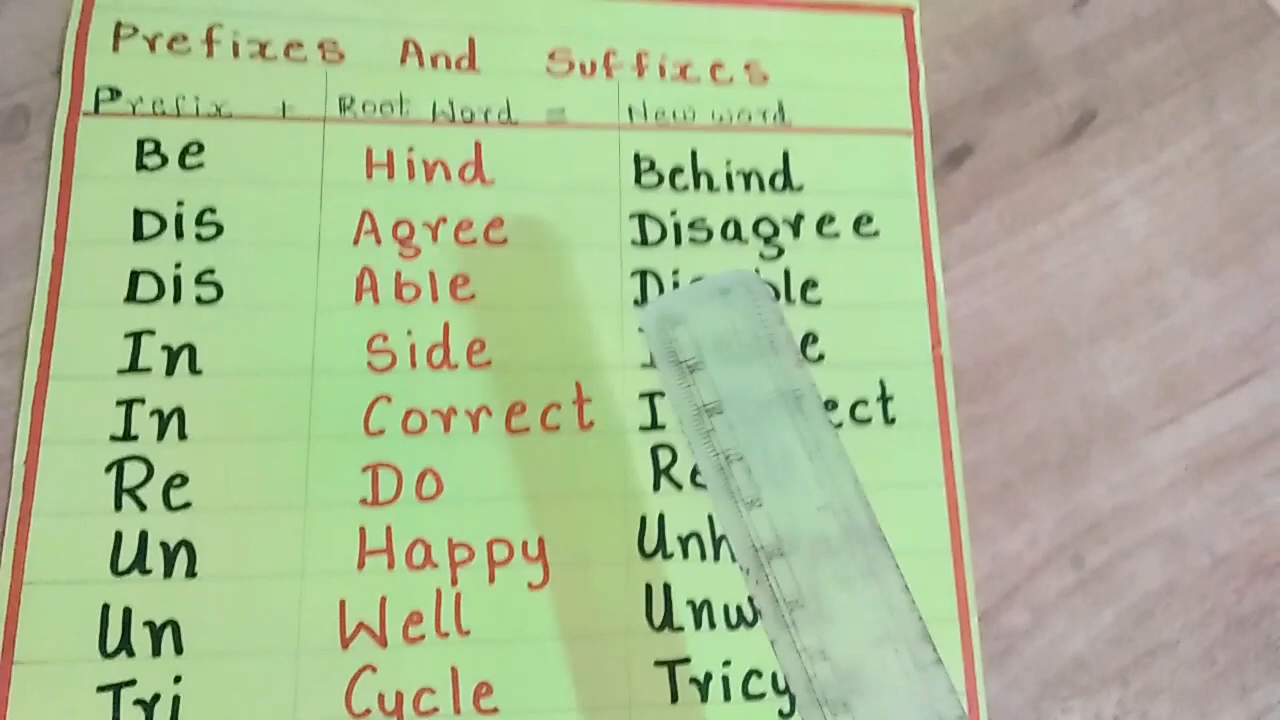 Prefixes And Suffixes
Prefix + Root Word = New word
Be Hind Behind
Dis Agree Disagree
Dis Able
In Side
In Correct
Re Do
Un Happy
Un Well
Tri Cycle